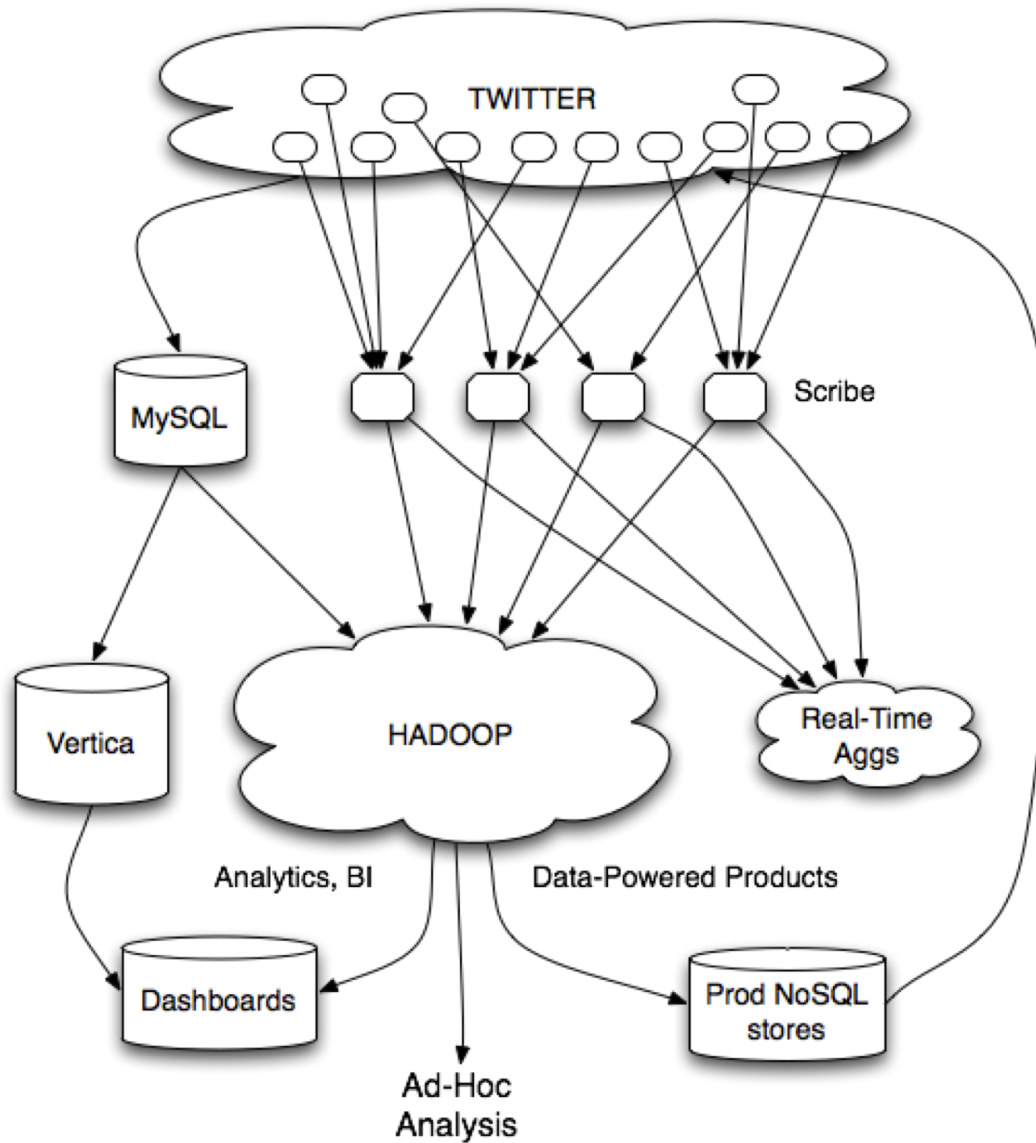 TWITTER
Scribe
MySQL
Vertica
HADOOP
Real-Time
Aggs
Analytics, BI
Data-Powered Products
Dashboards
Prod NoSQL
stores
Ad-Hoc
Analysis